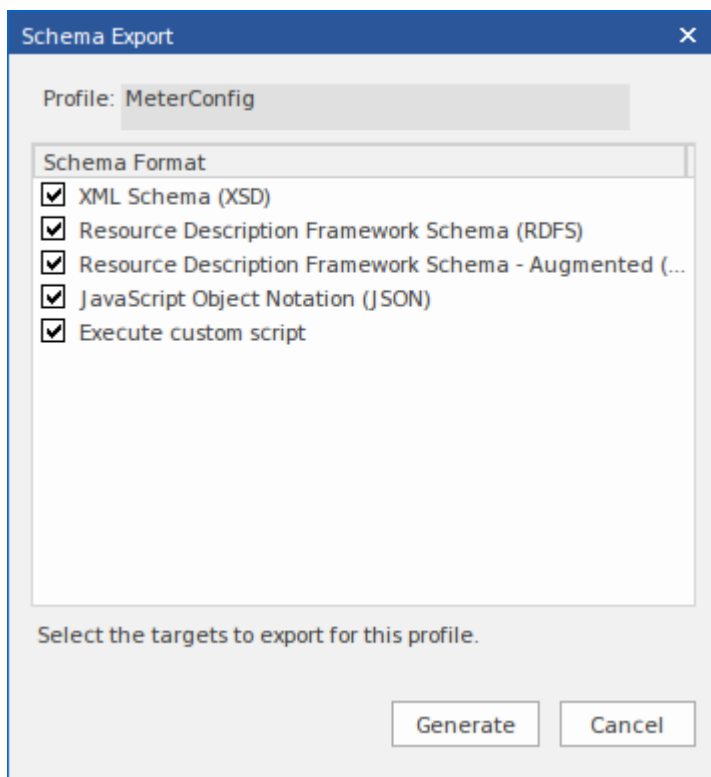 Schema Export
Profile: MeterConfig
Schema Format
XML Schema (XSD)
Resource Description Framework Schema (RDFS)
Resource Description Framework Schema - Augmented (...
JavaScript Object Notation (JSON)
Execute custom script
Select the targets to export for this profile.
Generate Cancel